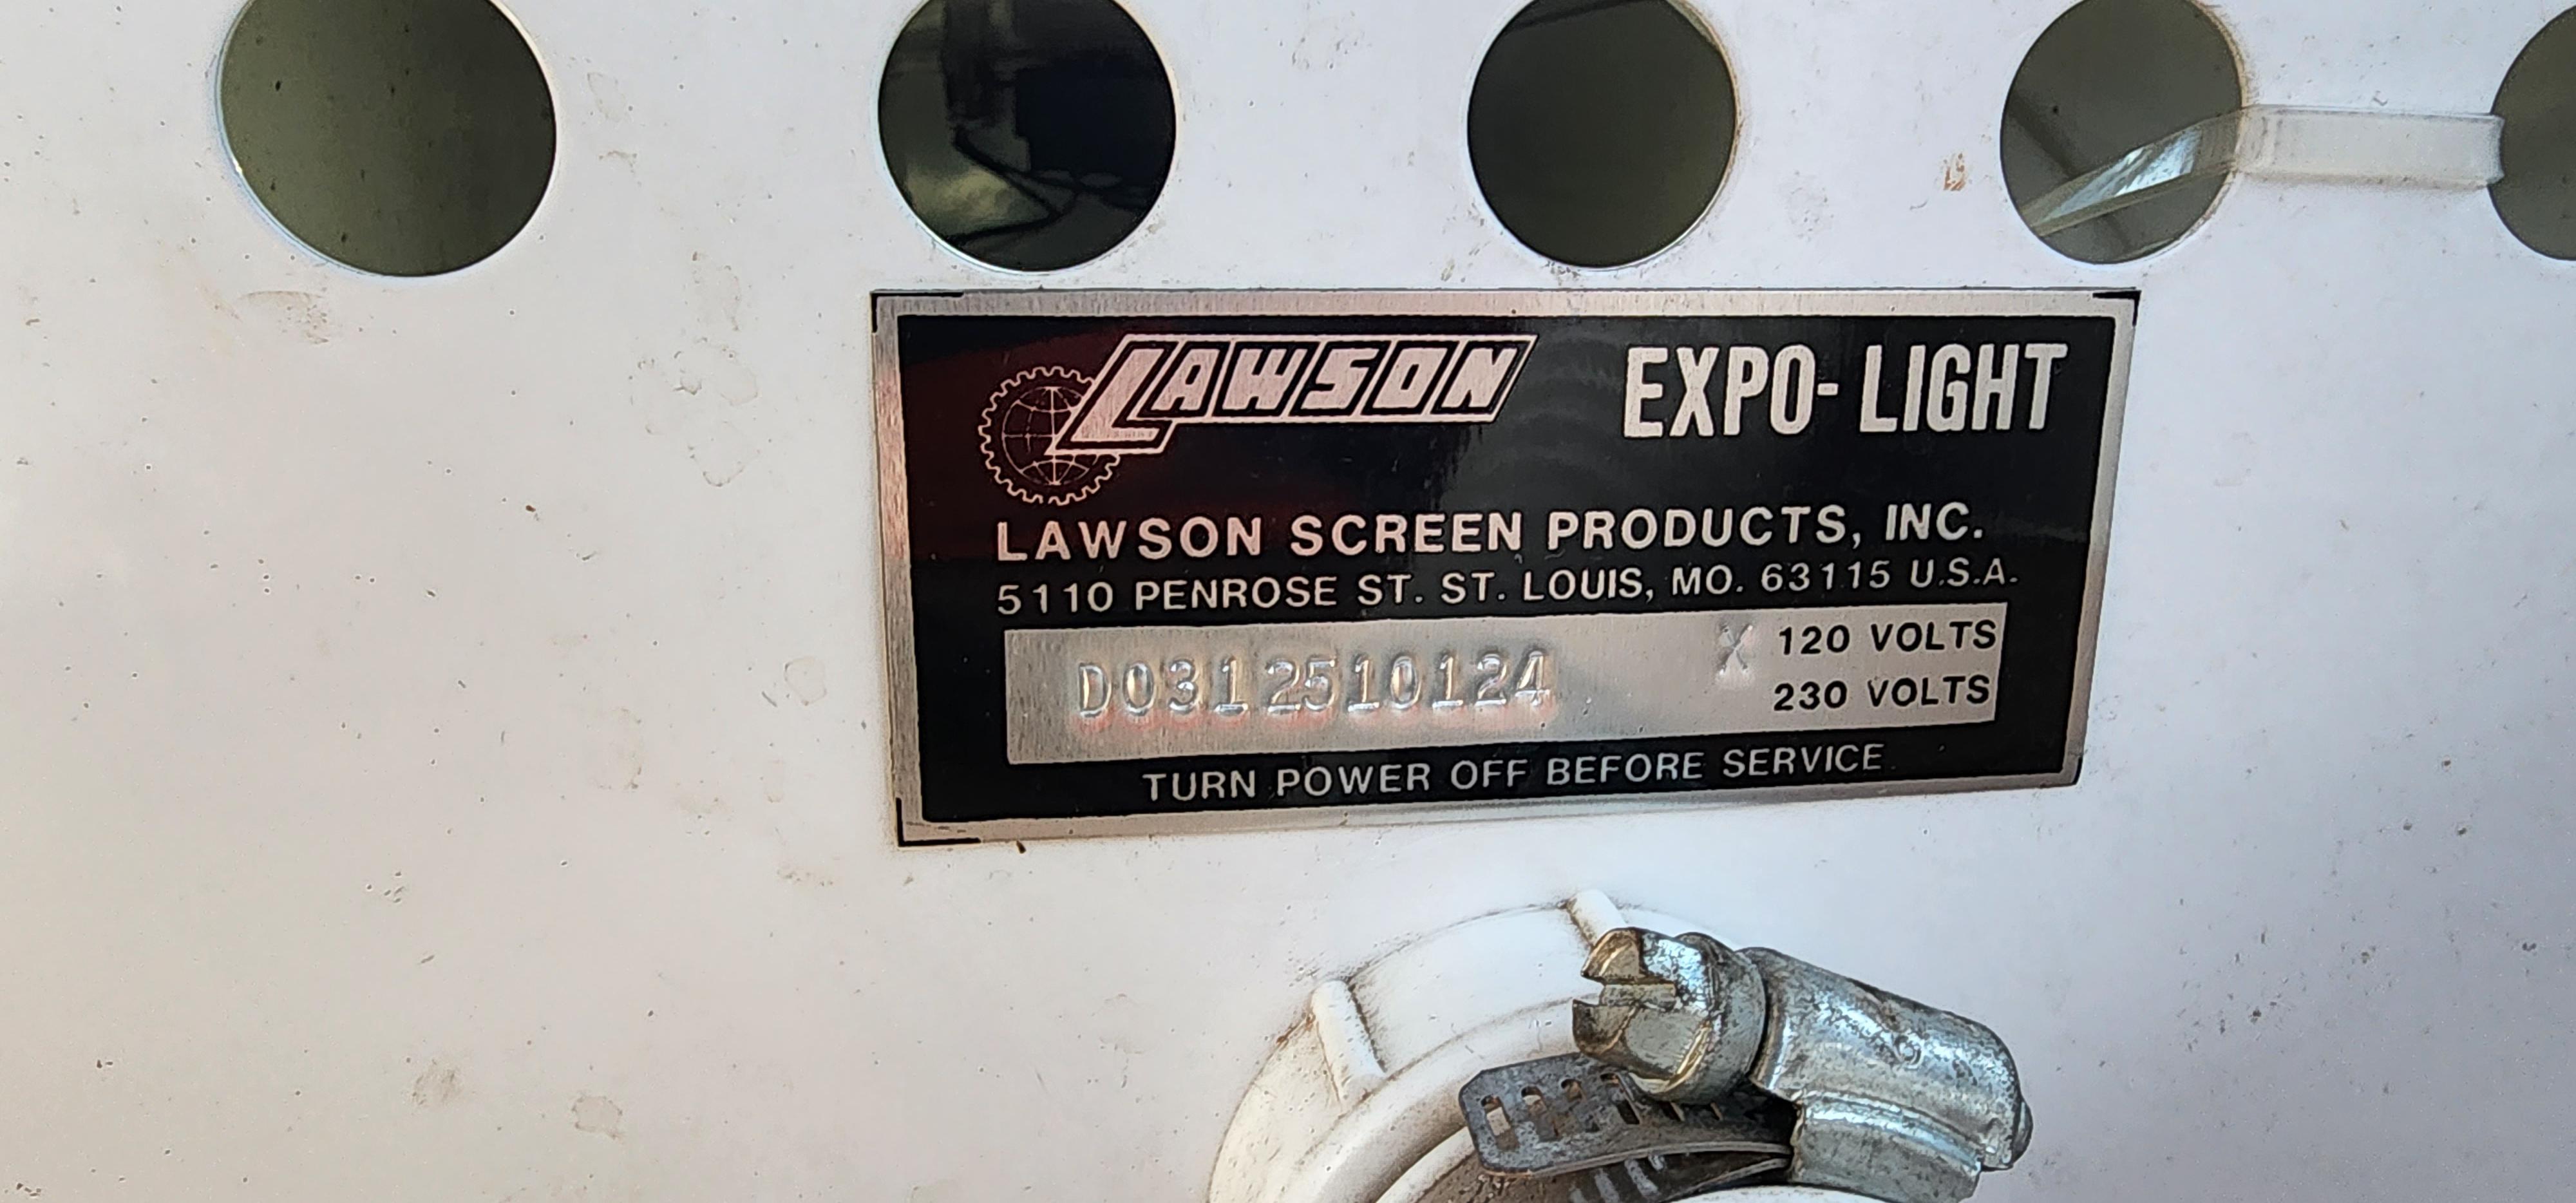 LAWSON EXPO-LIGHT
LAWSON SCREEN PRODUCTS, INC.
5110 PENROSE ST. ST. LOUIS, MO. 63115 U.S.A.
D0312510124 X 120 VOLTS
230 VOLTS
TURN POWER OFF BEFORE SERVICE